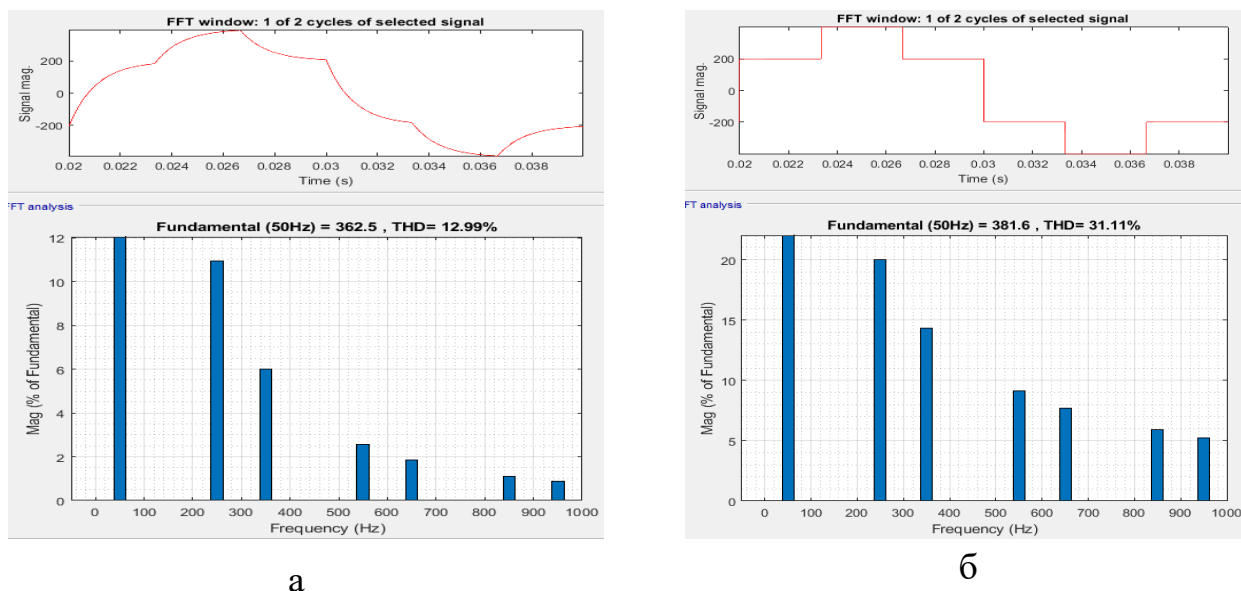 FFT window: 1 of 2 cycles of selected signal
Signal mag.
200
0
-200
0.02 0.022 0.024 0.026 0.028 0.03 0.032 0.034 0.036 0.038
Time (s)
FFT analysis
Fundamental (50Hz) = 362.5 , THD= 12.99%
Mag (% of Fundamental)
12
10
8
6
4
2
0
0 100 200 300 400 500 600 700 800 900 1000
Frequency (Hz)
а
FFT window: 1 of 2 cycles of selected signal
Signal mag.
200
0
-200
0.02 0.022 0.024 0.026 0.028 0.03 0.032 0.034 0.036 0.038
Time (s)
FFT analysis
Fundamental (50Hz) = 381.6 , THD= 31.11%
Mag (% of Fundamental)
20
15
10
5
0
0 100 200 300 400 500 600 700 800 900 1000
Frequency (Hz)
б